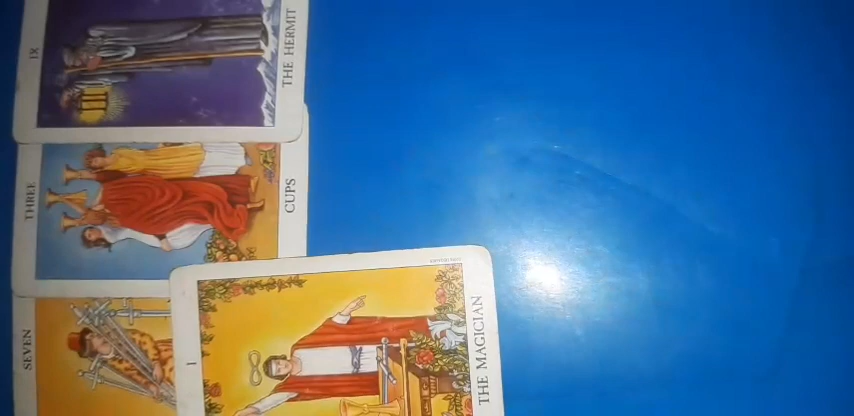 IX
THE HERMIT
THREE
CUPS
SEVEN
I
THE MAGICIAN